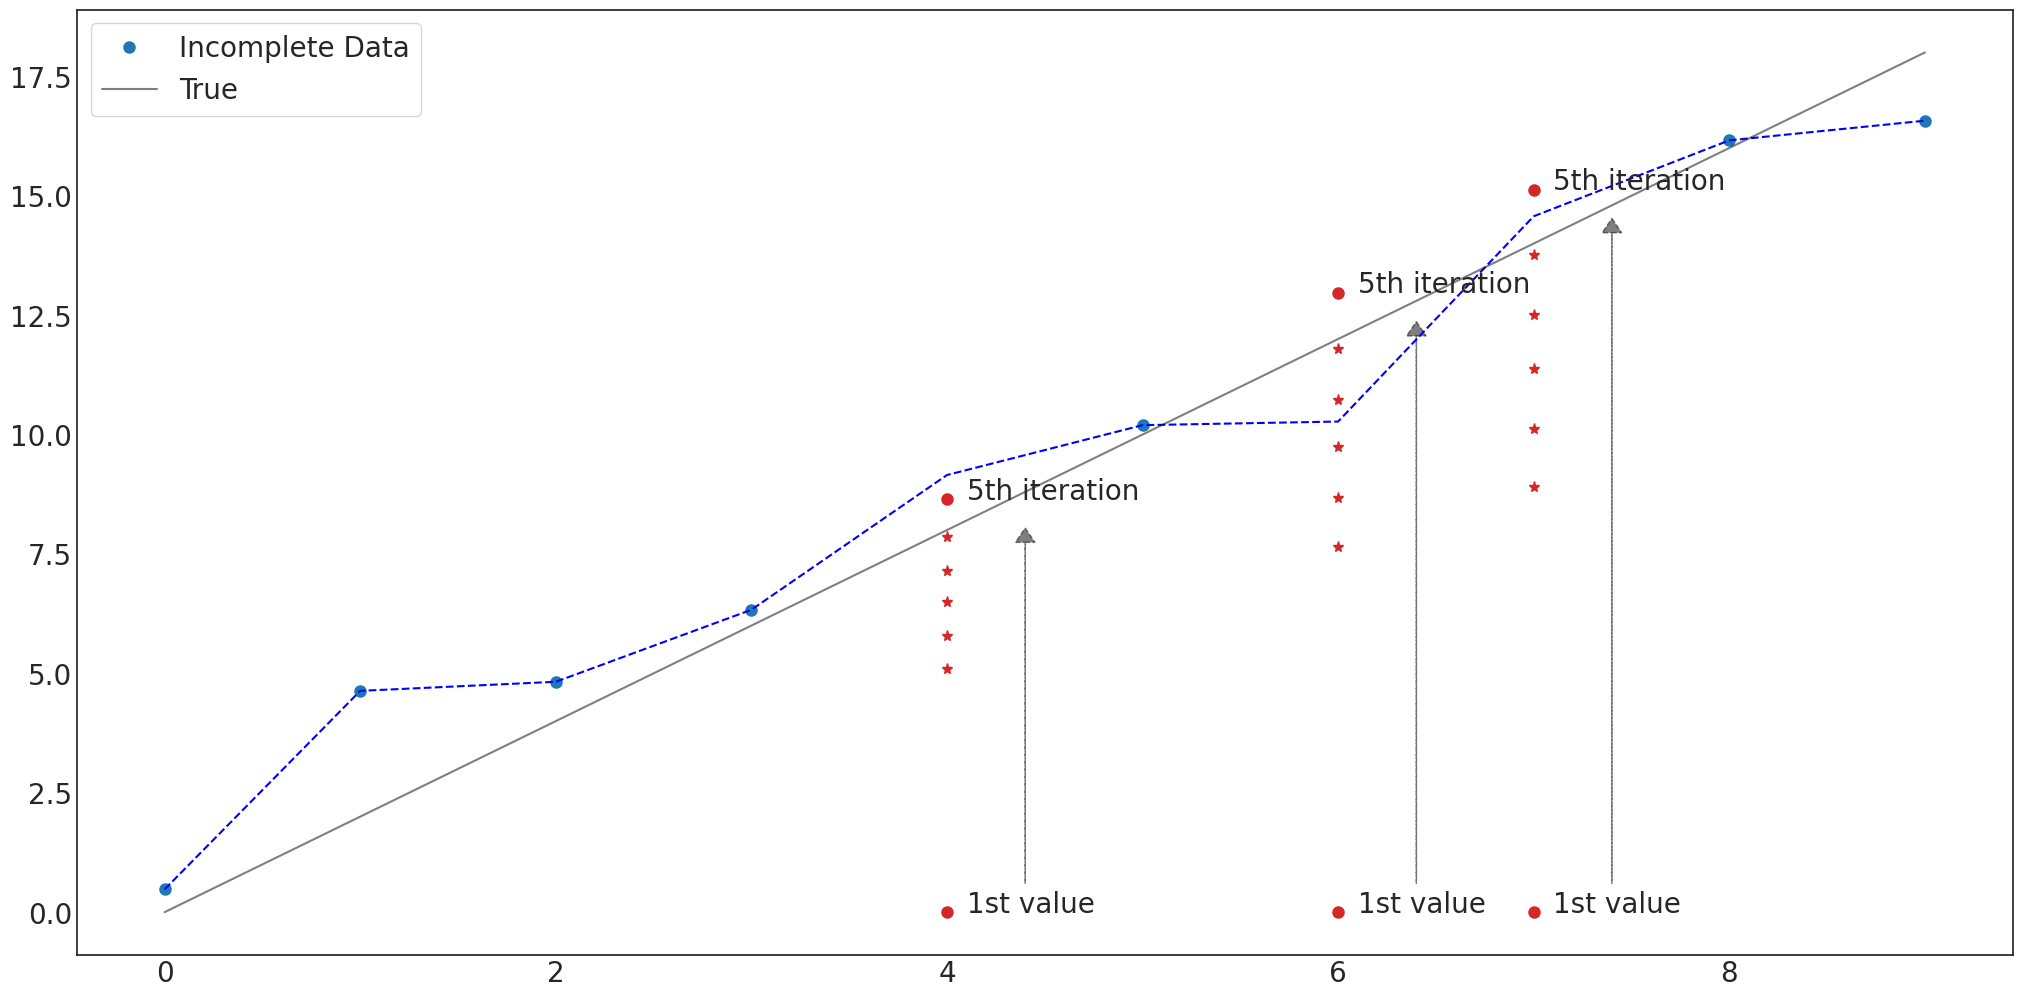 Incomplete Data
True
17.5
15.0
12.5
10.0
7.5
5.0
2.5
0.0
5th iteration
5th iteration
5th iteration
1st value
1st value
1st value
0
2
4
6
8